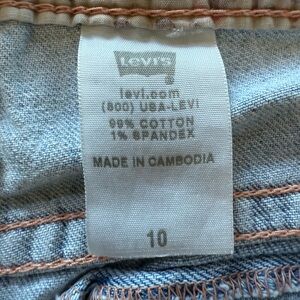 Levi's
levi.com
(800) USA-LEVI
99% COTTON
1% SPANDEX
MADE IN CAMBODIA
10